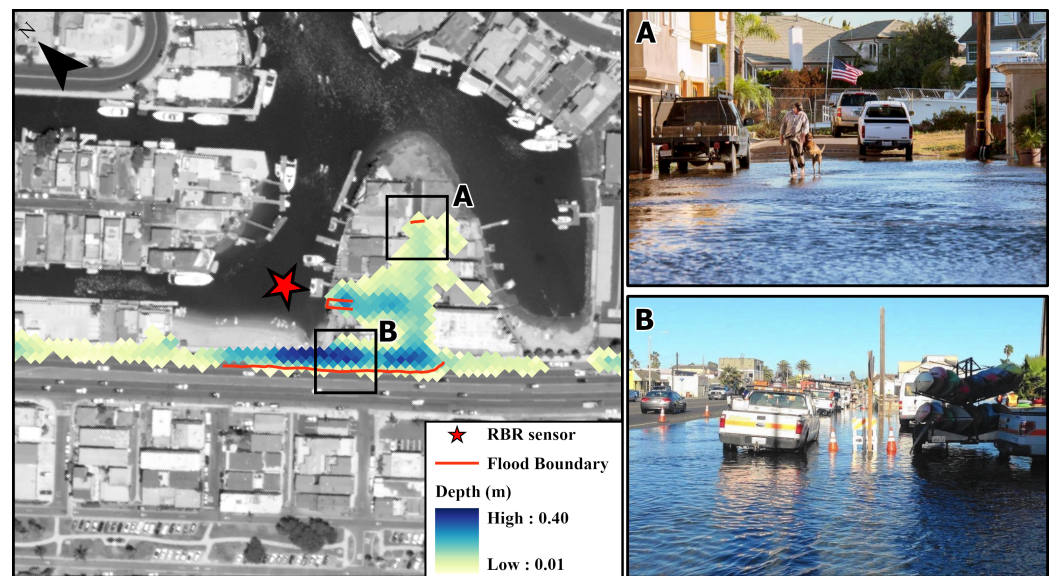 N
A
B
RBR sensor
Flood Boundary
Depth (m)
High : 0.40
Low : 0.01
A
B